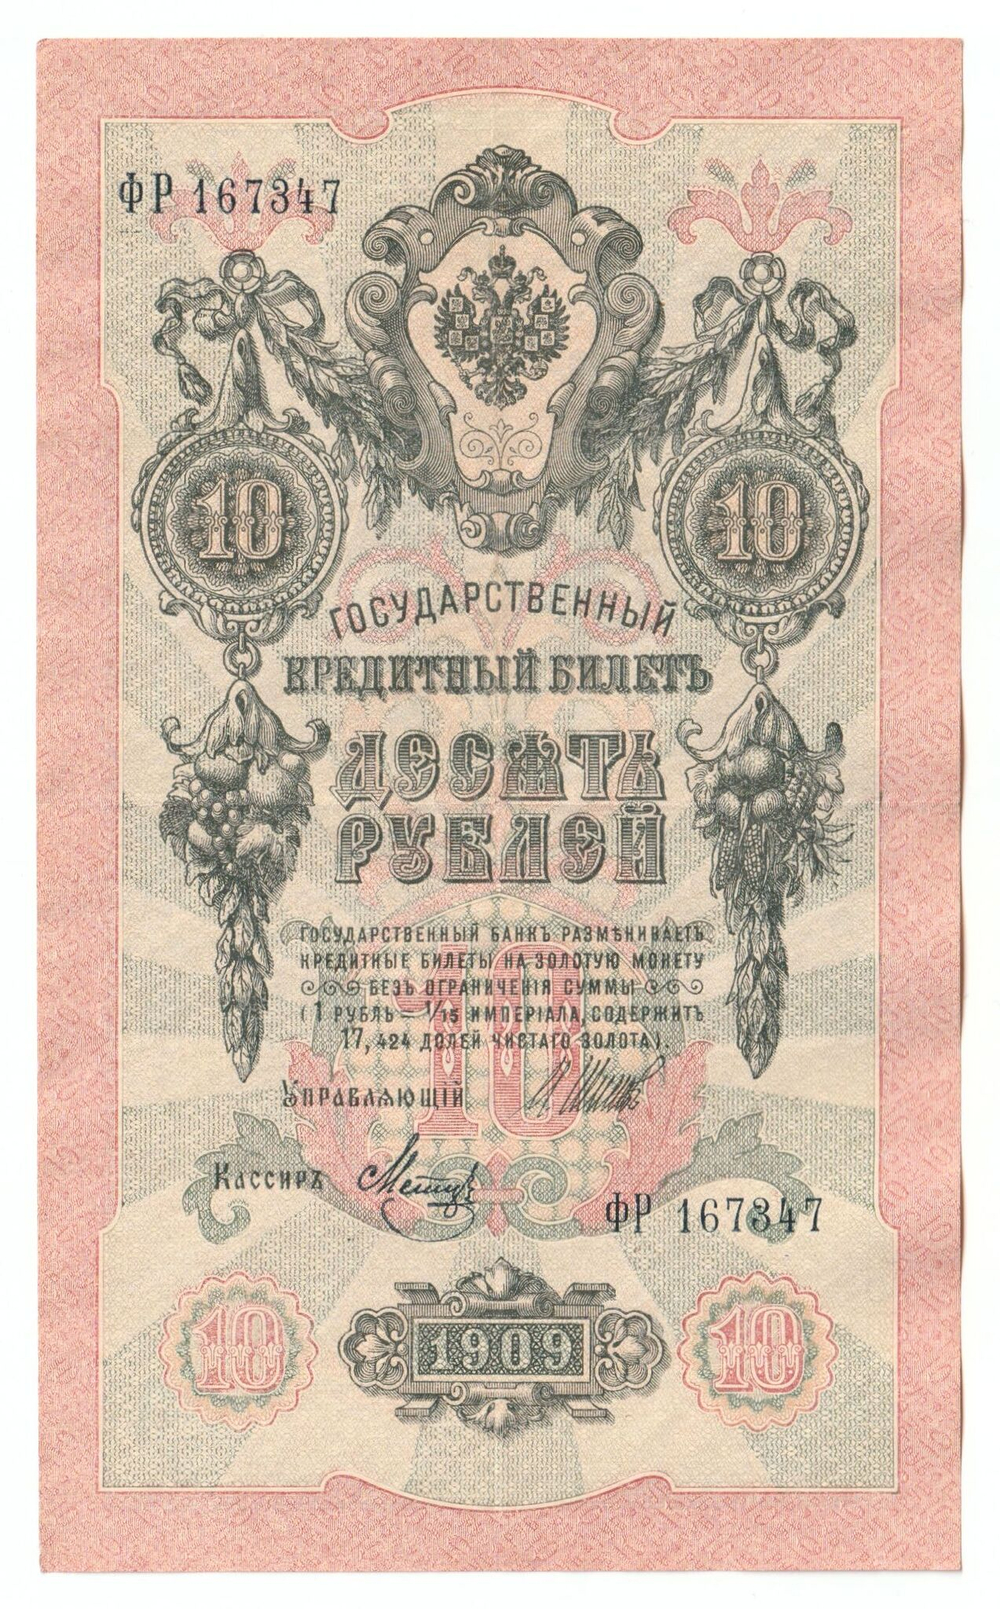 ФР 167347
10 10
ГОСУДАРСТВЕННЫЙ
КРЕДИТНЫЙ БИЛЕТЪ
ДЕСЯТЬ
РУБЛЕЙ
10
ГОСУДАРСТВЕННЫЙ БАНКЪ РАЗМѢНИВАЕТЪ
КРЕДИТНЫЕ БИЛЕТЫ НА ЗОЛОТУЮ МОНЕТУ
БЕЗЪ ОГРАНИЧЕНІЯ СУММЫ
(1 РУБЛЬ = 1/15 ИМПЕРІАЛА, СОДЕРЖИТЪ
17,424 ДОЛЕЙ ЧИСТАГО ЗОЛОТА).
УПРАВЛЯЮЩІЙ
КАССИРЪ
ФР 167347
10 1909 10